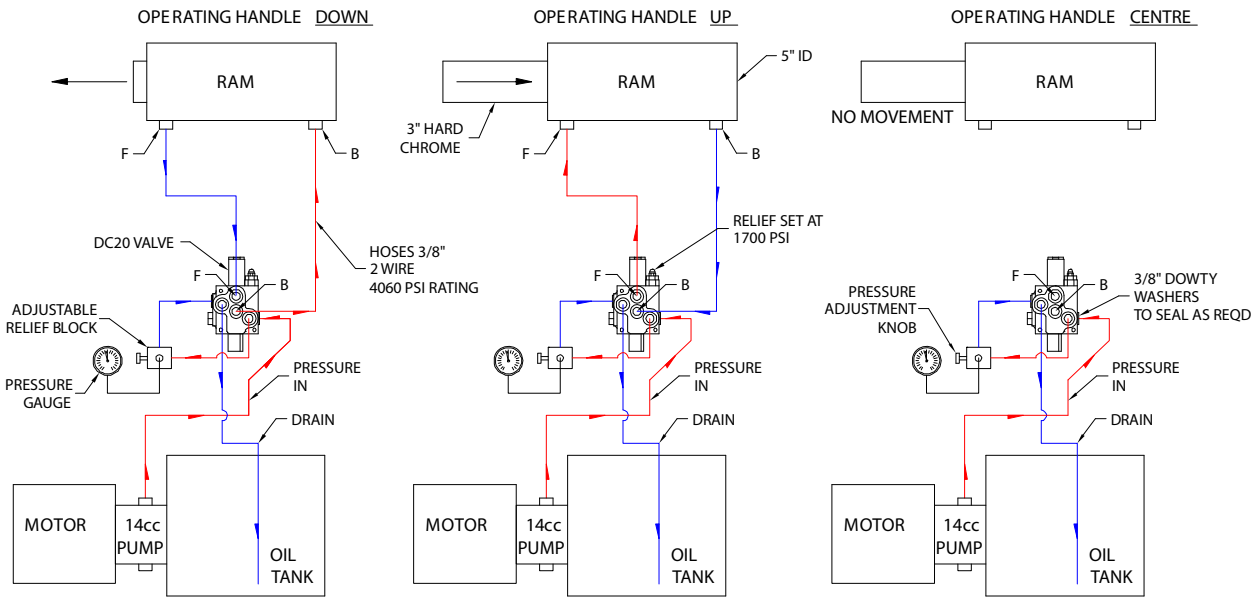 OPERATING HANDLE DOWN
RAM
F
B
DC20 VALVE
HOSES 3/8"
2 WIRE
4060 PSI RATING
F
B
ADJUSTABLE
RELIEF BLOCK
PRESSURE
GAUGE
PRESSURE
IN
DRAIN
MOTOR
14cc
PUMP
OIL
TANK
OPERATING HANDLE UP
RAM
5" ID
3" HARD
CHROME
F
B
RELIEF SET AT
1700 PSI
F
B
PRESSURE
IN
DRAIN
MOTOR
14cc
PUMP
OIL
TANK
OPERATING HANDLE CENTRE
RAM
NO MOVEMENT
F
B
3/8" DOWTY
WASHERS
TO SEAL AS REQD
PRESSURE
ADJUSTMENT
KNOB
PRESSURE
IN
DRAIN
MOTOR
14cc
PUMP
OIL
TANK